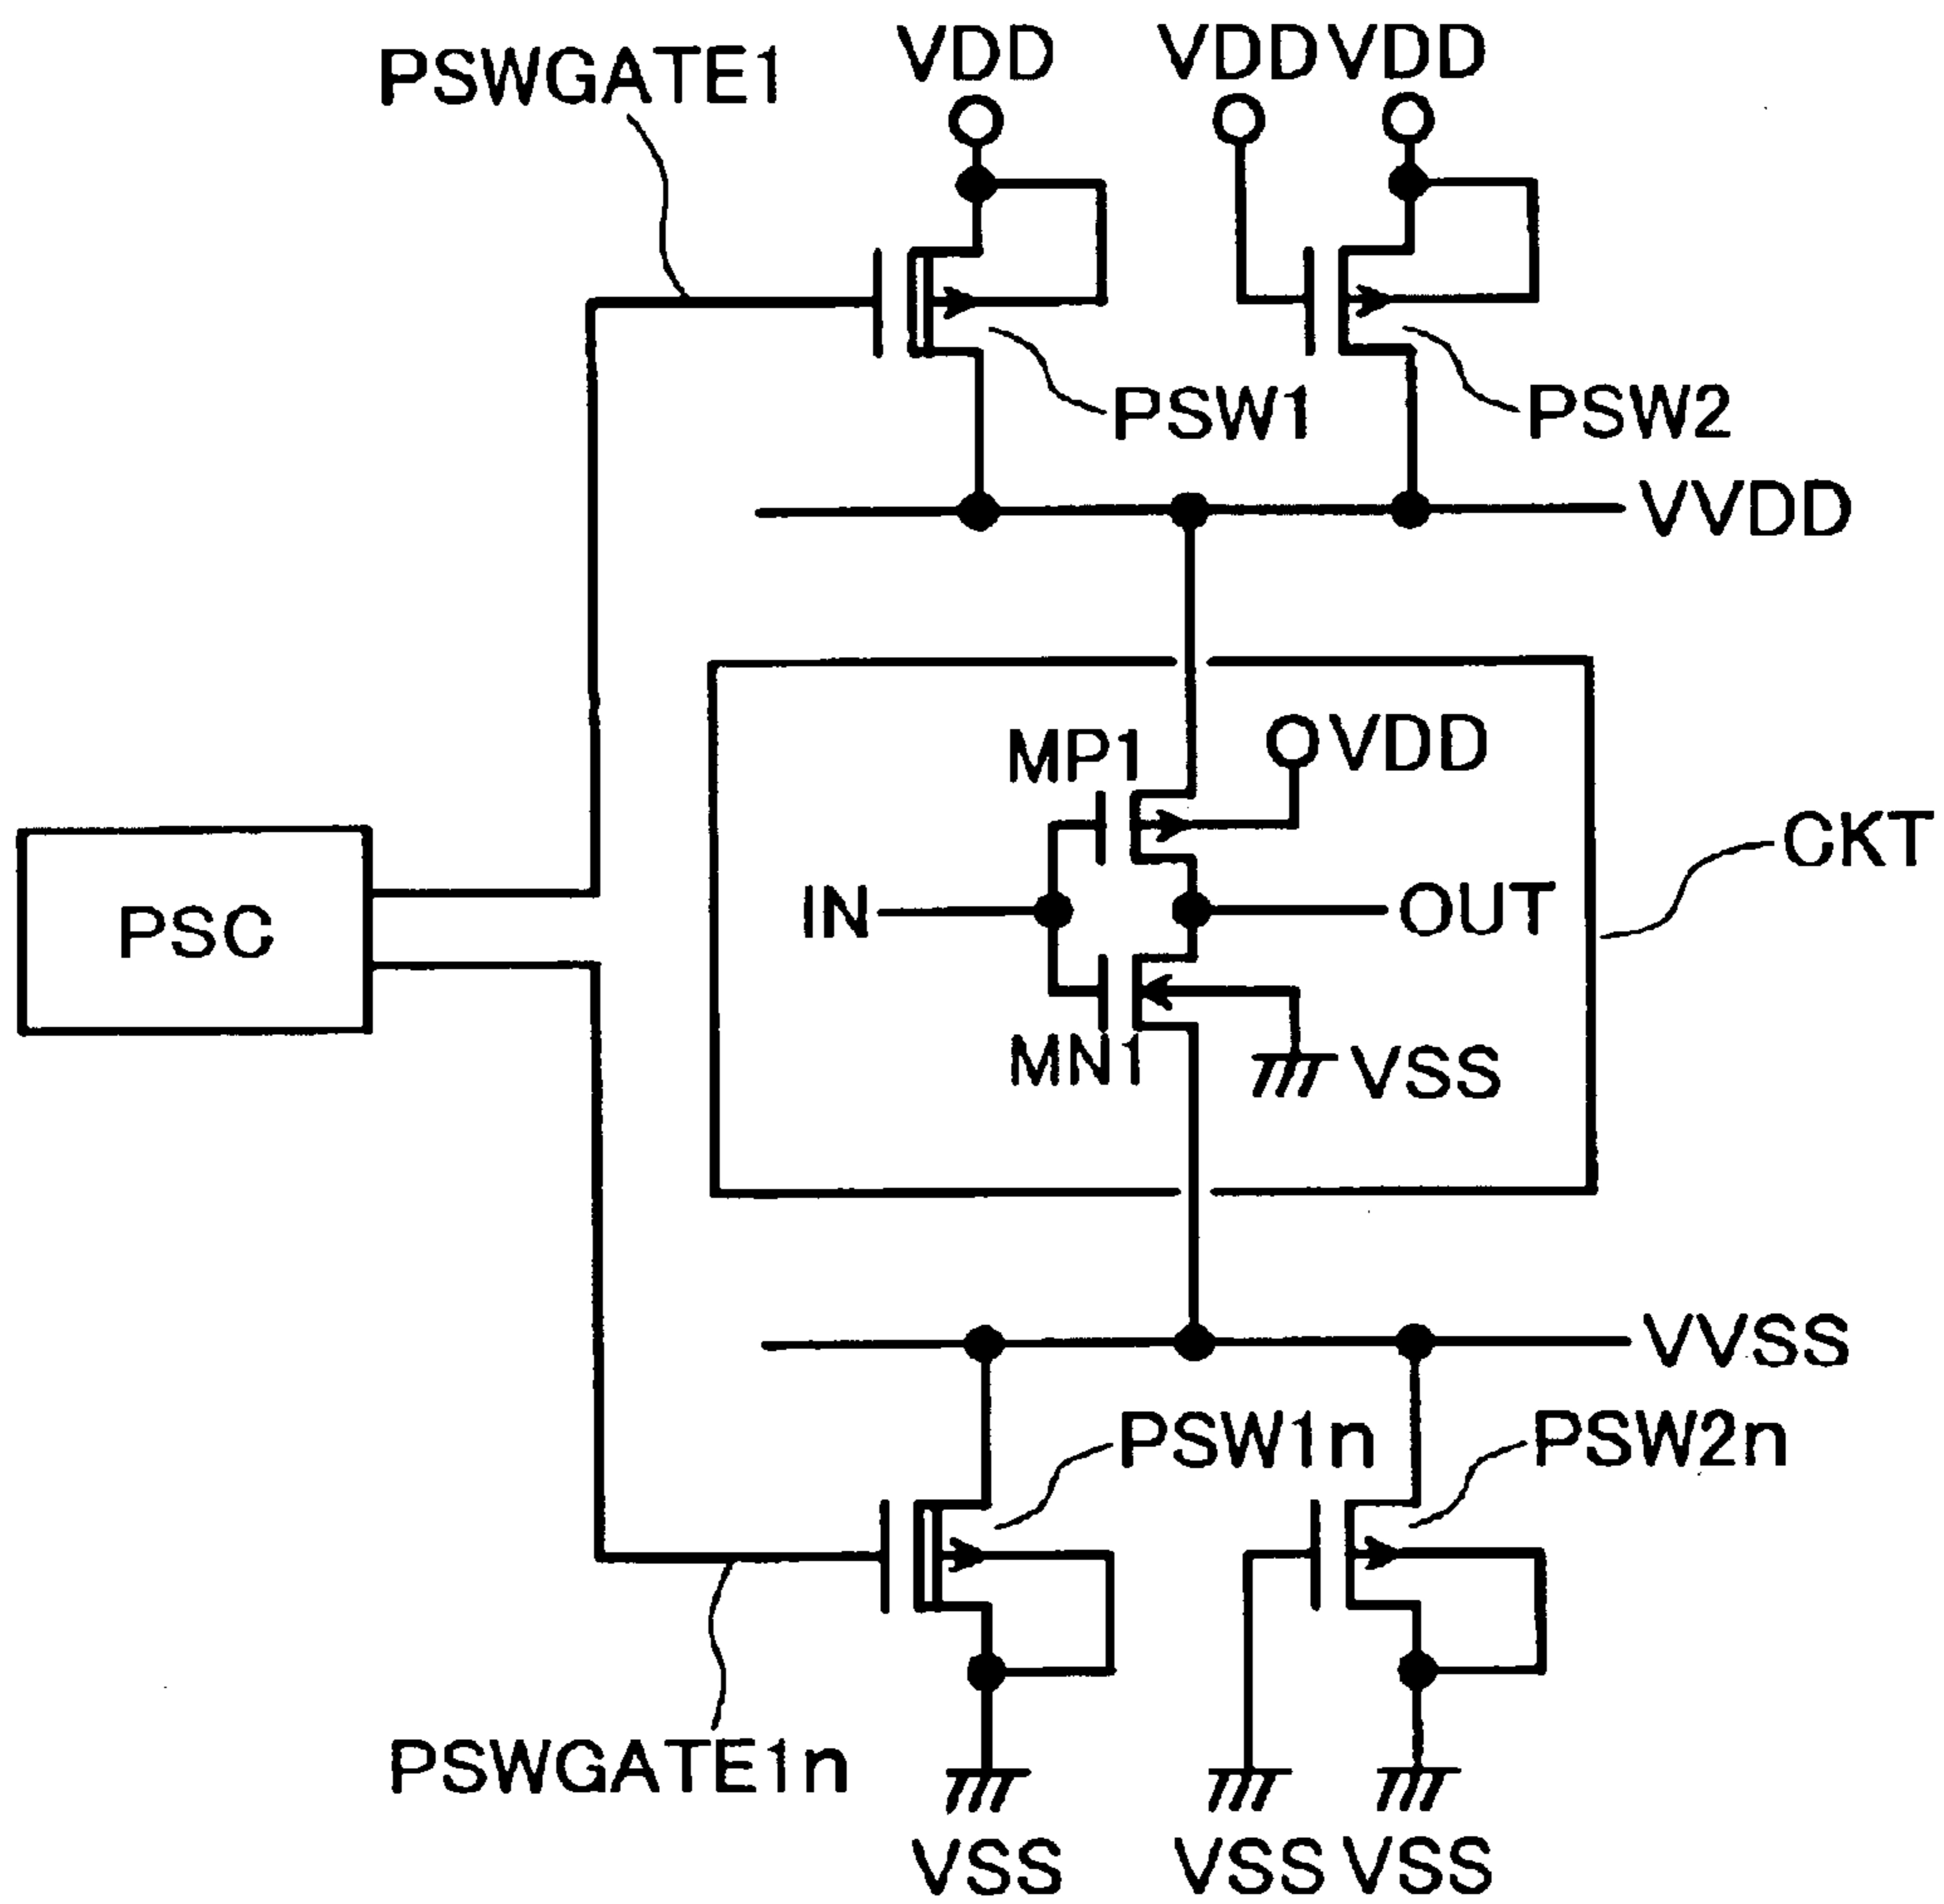 PSWGATE1
VDD
VDD
VDD
PSW1
PSW2
VVDD
MP1
VDD
CKT
PSC
IN
OUT
MN1
VSS
VVSS
PSW1n
PSW2n
PSWGATE1n
VSS
VSS
VSS